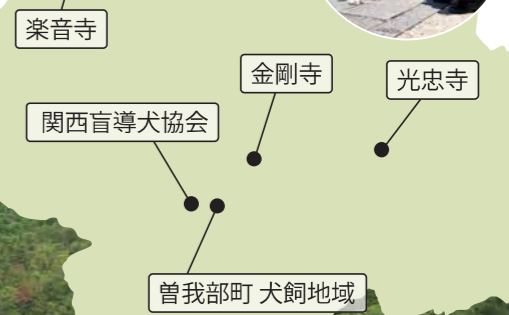 楽音寺
金剛寺
光忠寺
関西盲導犬協会
曽我部町 犬飼地域